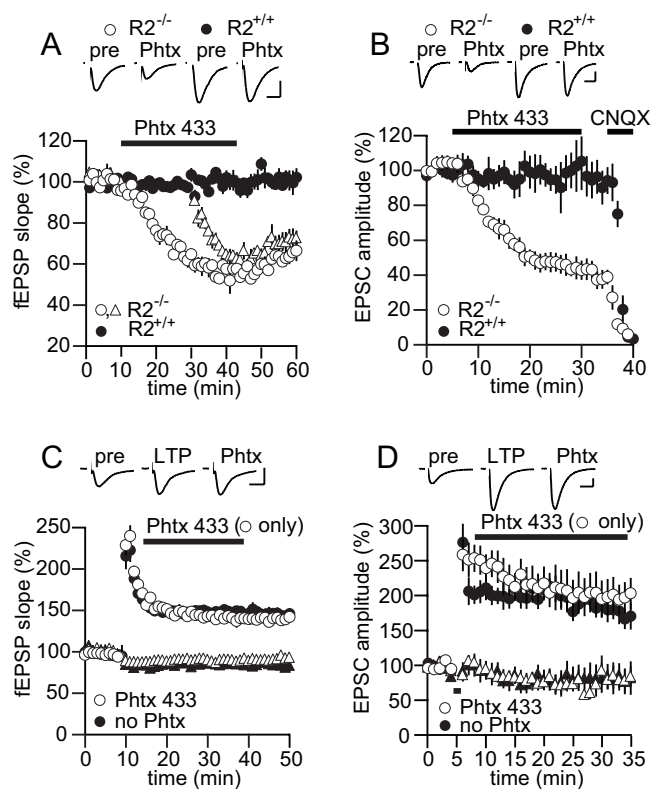 A
○ R2-/- ● R2+/+
pre Phtx pre Phtx
Phtx 433
120
100
80
60
40
20
fEPSP slope (%)
○△ R2-/-
● R2+/+
0 10 20 30 40 50 60
time (min)
B
○ R2-/- ● R2+/+
pre Phtx pre Phtx
Phtx 433
CNQX
120
100
80
60
40
20
0
EPSC amplitude (%)
○ R2-/-
● R2+/+
0 10 20 30 40
time (min)
C
pre LTP Phtx
Phtx 433 (○ only)
250
200
150
100
50
0
fEPSP slope (%)
○ Phtx 433
● no Phtx
0 10 20 30 40 50
time (min)
D
pre LTP Phtx
Phtx 433 (○ only)
300
250
200
150
100
50
0
EPSC amplitude (%)
○ Phtx 433
● no Phtx
0 5 10 15 20 25 30 35
time (min)